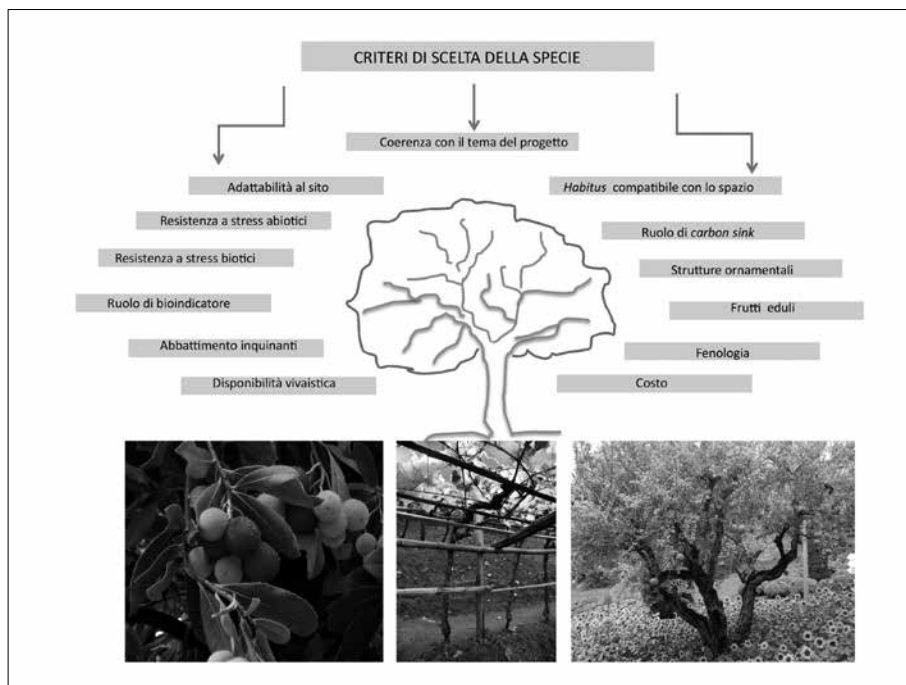 CRITERI DI SCELTA DELLA SPECIE
Coerenza con il tema del progetto
Adattabilità al sito
Resistenza a stress abiotici
Resistenza a stress biotici
Ruolo di bioindicatore
Abbattimento inquinanti
Disponibilità vivaistica
Habitus compatibile con lo spazio
Ruolo di carbon sink
Strutture ornamentali
Frutti eduli
Fenologia
Costo